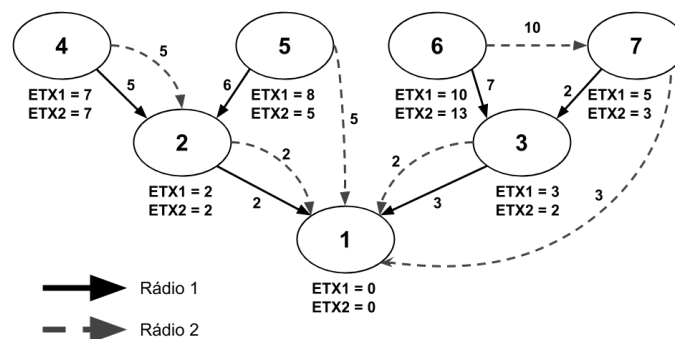 4
5
6
7
5
5
6
5
10
7
2
3
ETX1 = 7
ETX2 = 7
ETX1 = 8
ETX2 = 5
ETX1 = 10
ETX2 = 13
ETX1 = 5
ETX2 = 3
2
3
2
2
2
3
ETX1 = 2
ETX2 = 2
ETX1 = 3
ETX2 = 2
1
ETX1 = 0
ETX2 = 0
Rádio 1
Rádio 2